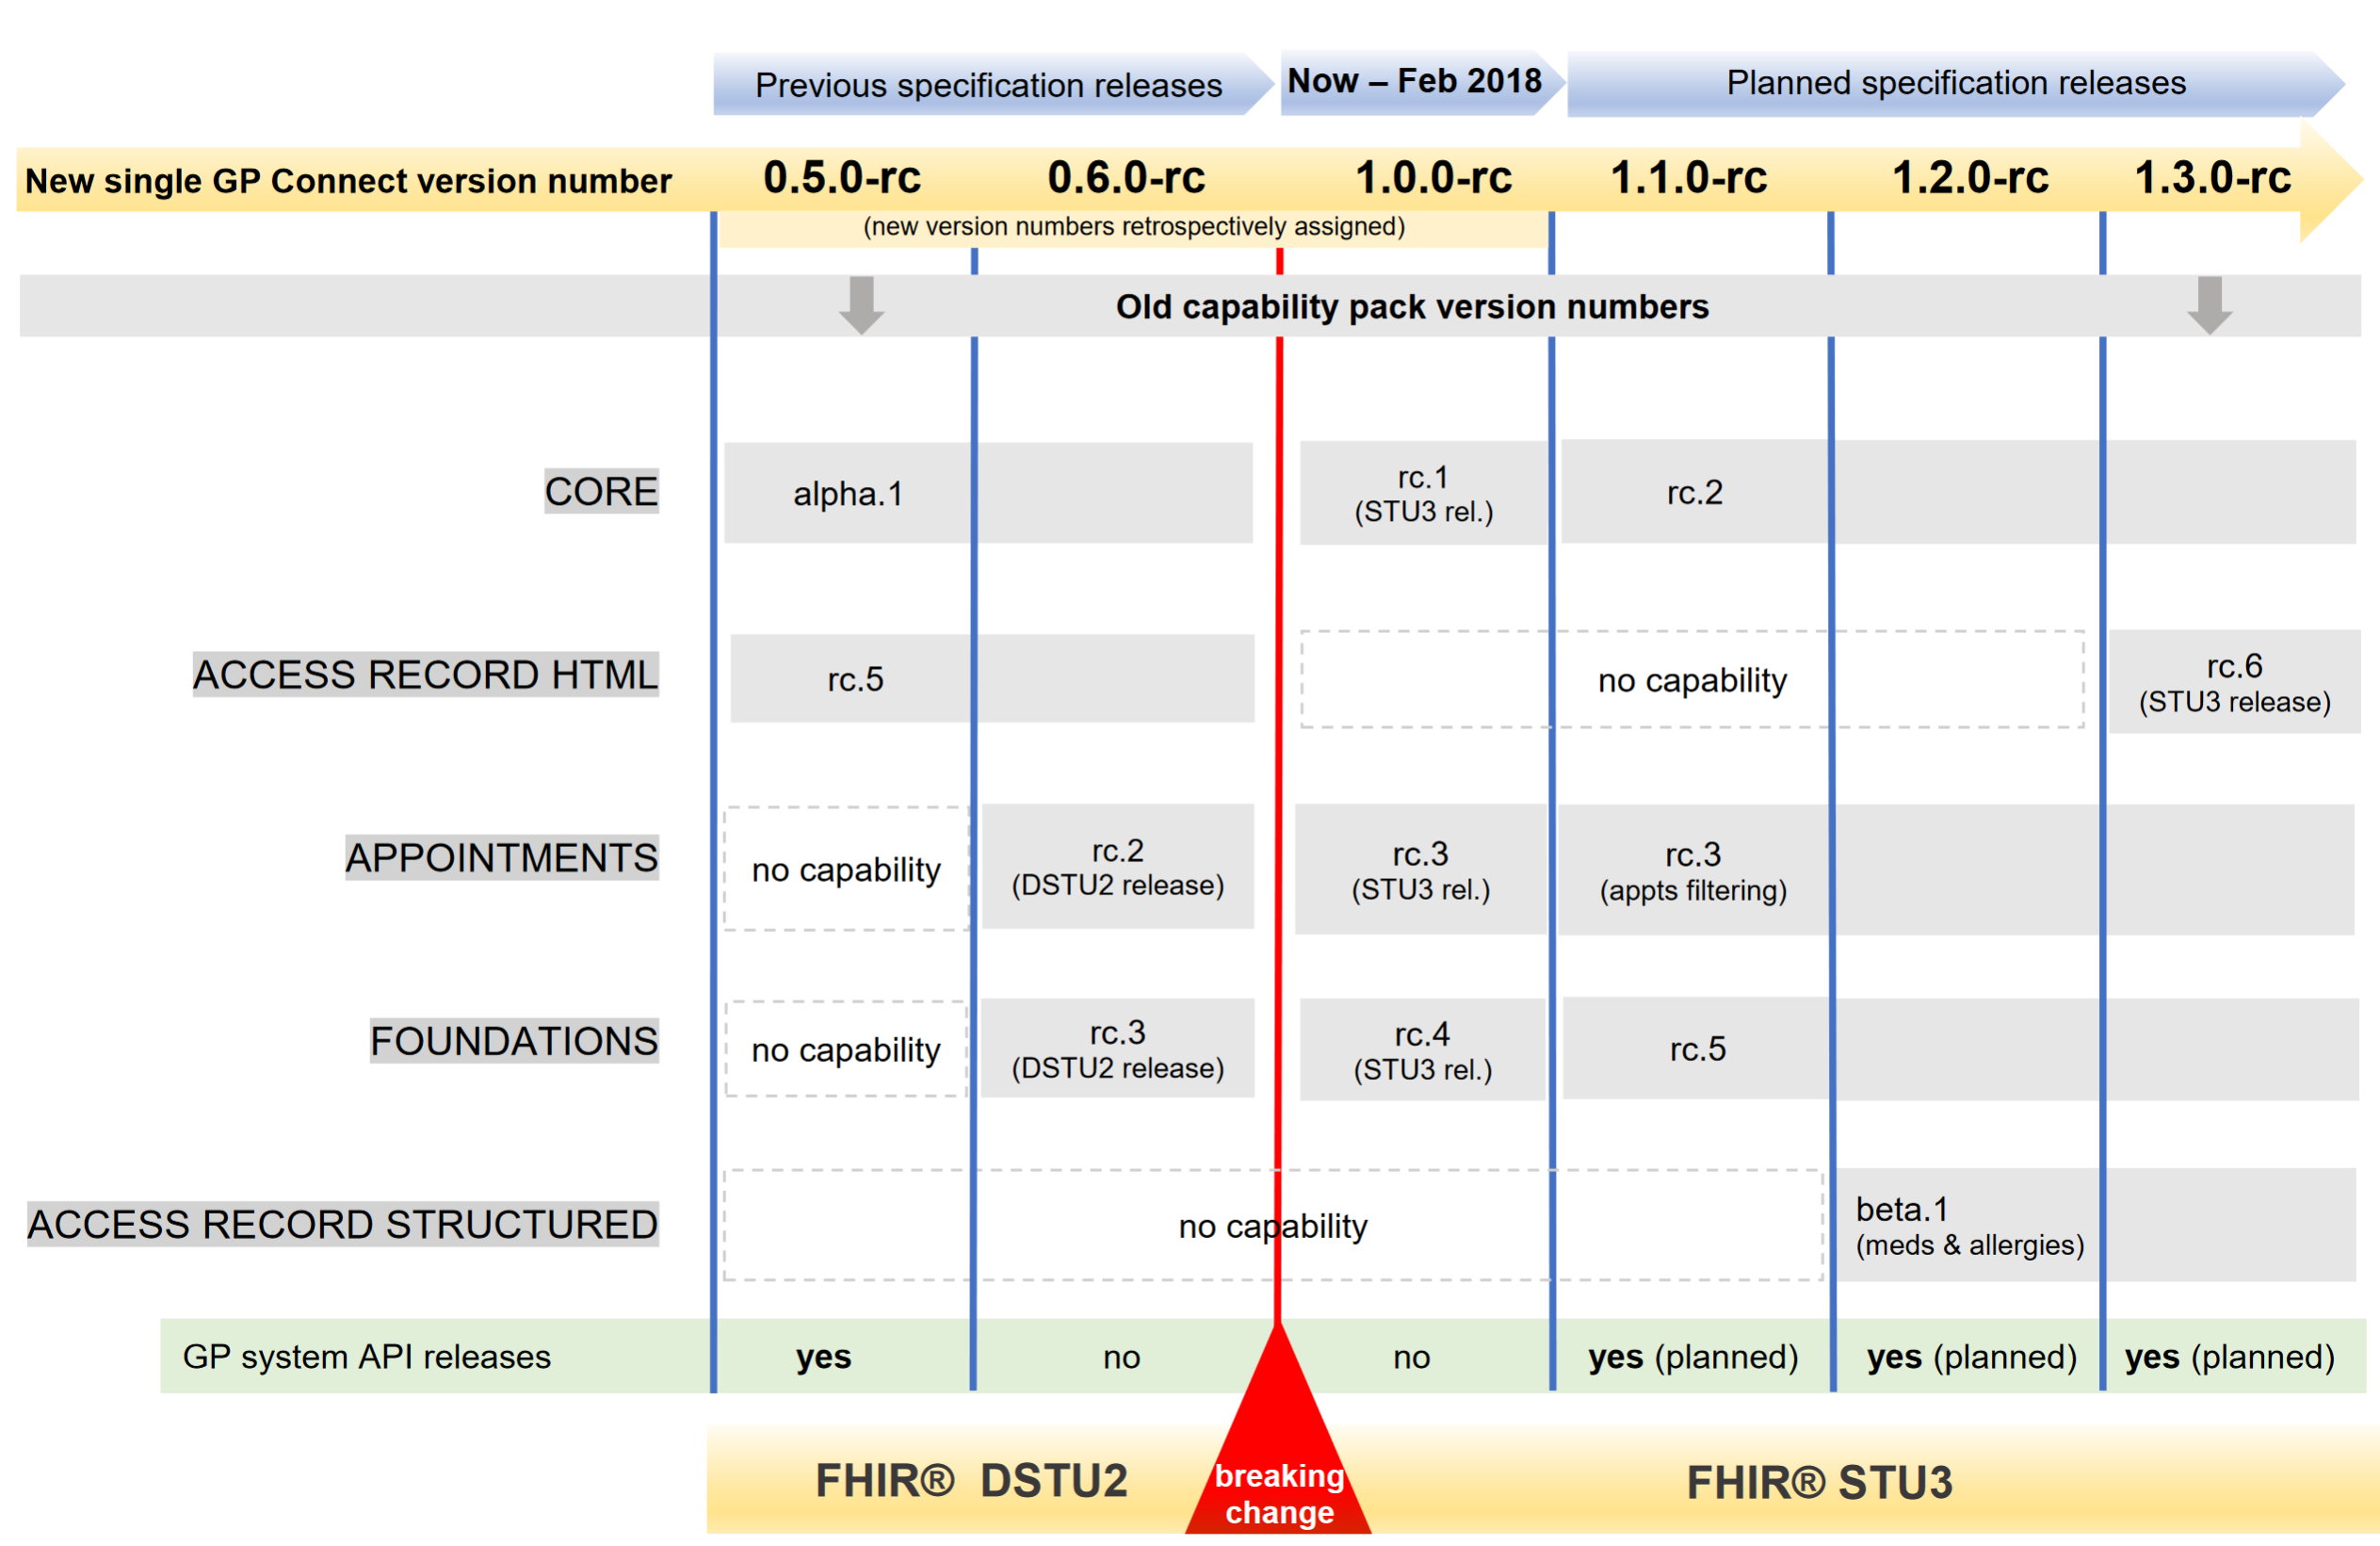 Previous specification releases
Now – Feb 2018
Planned specification releases
New single GP Connect version number
0.5.0-rc
0.6.0-rc
1.0.0-rc
1.1.0-rc
1.2.0-rc
1.3.0-rc
(new version numbers retrospectively assigned)
Old capability pack version numbers
CORE
alpha.1
rc.1
(STU3 rel.)
rc.2
ACCESS RECORD HTML
rc.5
no capability
rc.6
(STU3 release)
APPOINTMENTS
no capability
rc.2
(DSTU2 release)
rc.3
(STU3 rel.)
rc.3
(appts filtering)
FOUNDATIONS
no capability
rc.3
(DSTU2 release)
rc.4
(STU3 rel.)
rc.5
ACCESS RECORD STRUCTURED
no capability
beta.1
(meds & allergies)
GP system API releases
yes
no
no
yes (planned)
yes (planned)
yes (planned)
FHIR® DSTU2
breaking
change
FHIR® STU3